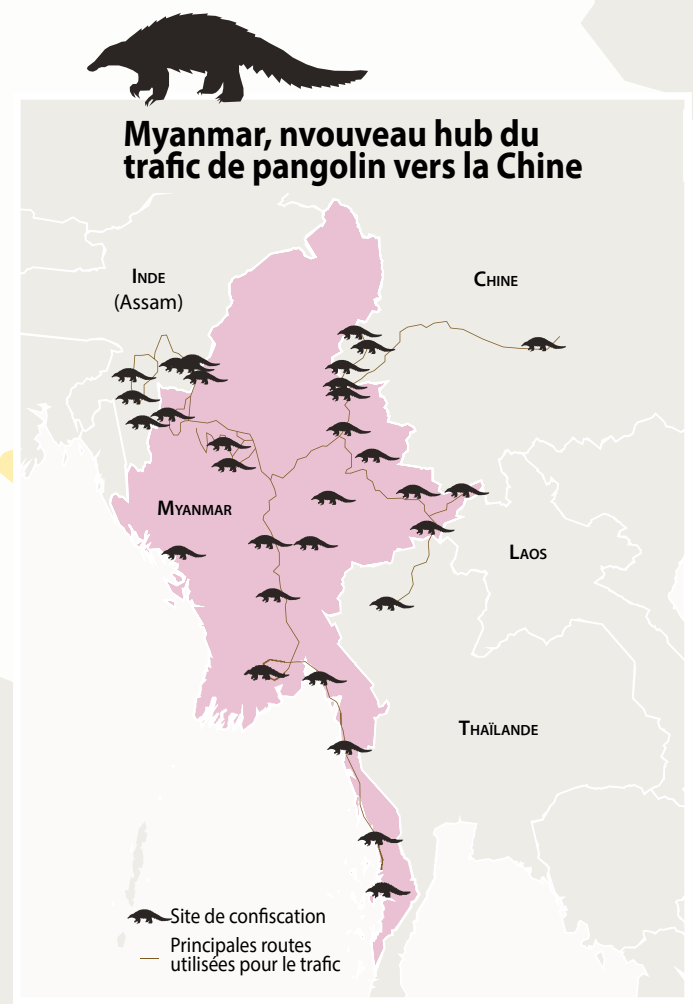 Myanmar, nvouveau hub du
trafic de pangolin vers la Chine
INDE
(Assam)
CHINE
MYANMAR
LAOS
THAÏLANDE
Site de confiscation
Principales routes
utilisées pour le trafic